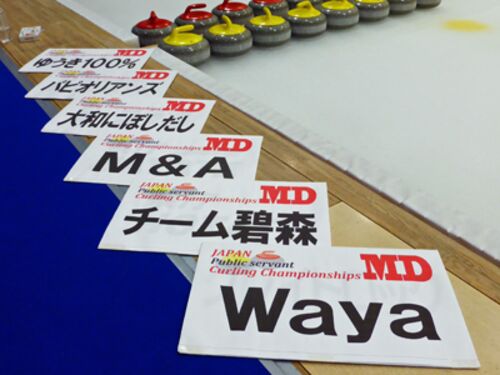 MD
ゆうき100%
MD
パピオリアンズ
MD
大和にぼしだし
JAPAN
Public servant
Curling Championships MD
M&A
JAPAN
Public servant
Curling Championships MD
チーム碧森
JAPAN
Public servant
Curling Championships MD
Waya